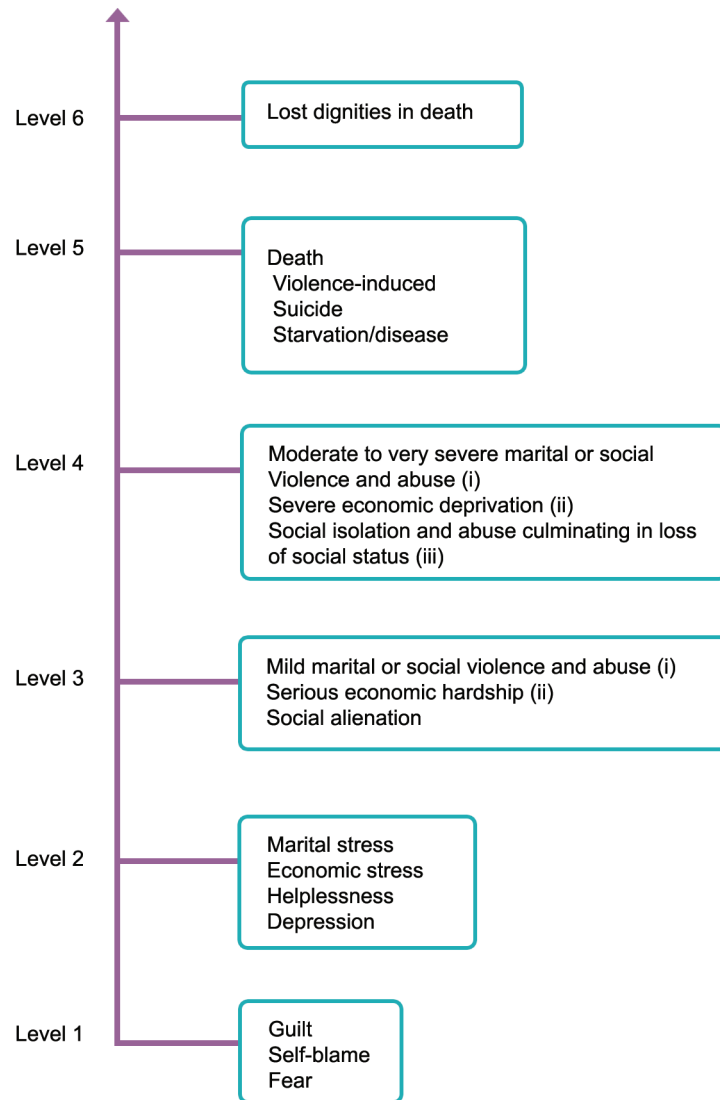 Level 6
Lost dignities in death
Level 5
Death
Violence-induced
Suicide
Starvation/disease
Level 4
Moderate to very severe marital or social
Violence and abuse (i)
Severe economic deprivation (ii)
Social isolation and abuse culminating in loss
of social status (iii)
Level 3
Mild marital or social violence and abuse (i)
Serious economic hardship (ii)
Social alienation
Level 2
Marital stress
Economic stress
Helplessness
Depression
Level 1
Guilt
Self-blame
Fear